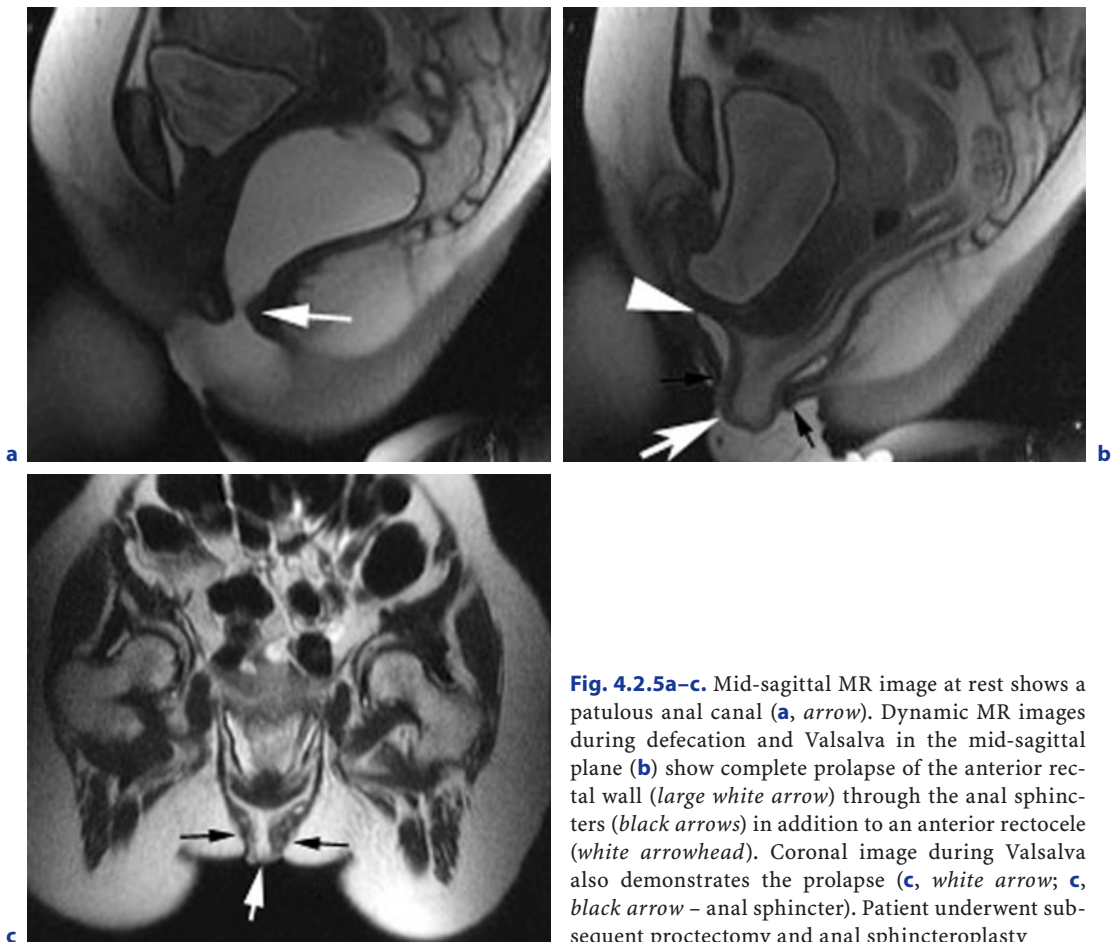 a
b
c
Fig. 4.2.5a–c. Mid-sagittal MR image at rest shows a
patulous anal canal (a, arrow). Dynamic MR images
during defecation and Valsalva in the mid-sagittal
plane (b) show complete prolapse of the anterior rec-
tal wall (large white arrow) through the anal sphinc-
ters (black arrows) in addition to an anterior rectocele
(white arrowhead). Coronal image during Valsalva
also demonstrates the prolapse (c, white arrow; c,
black arrow – anal sphincter). Patient underwent sub-
sequent proctectomy and anal sphincteroplasty